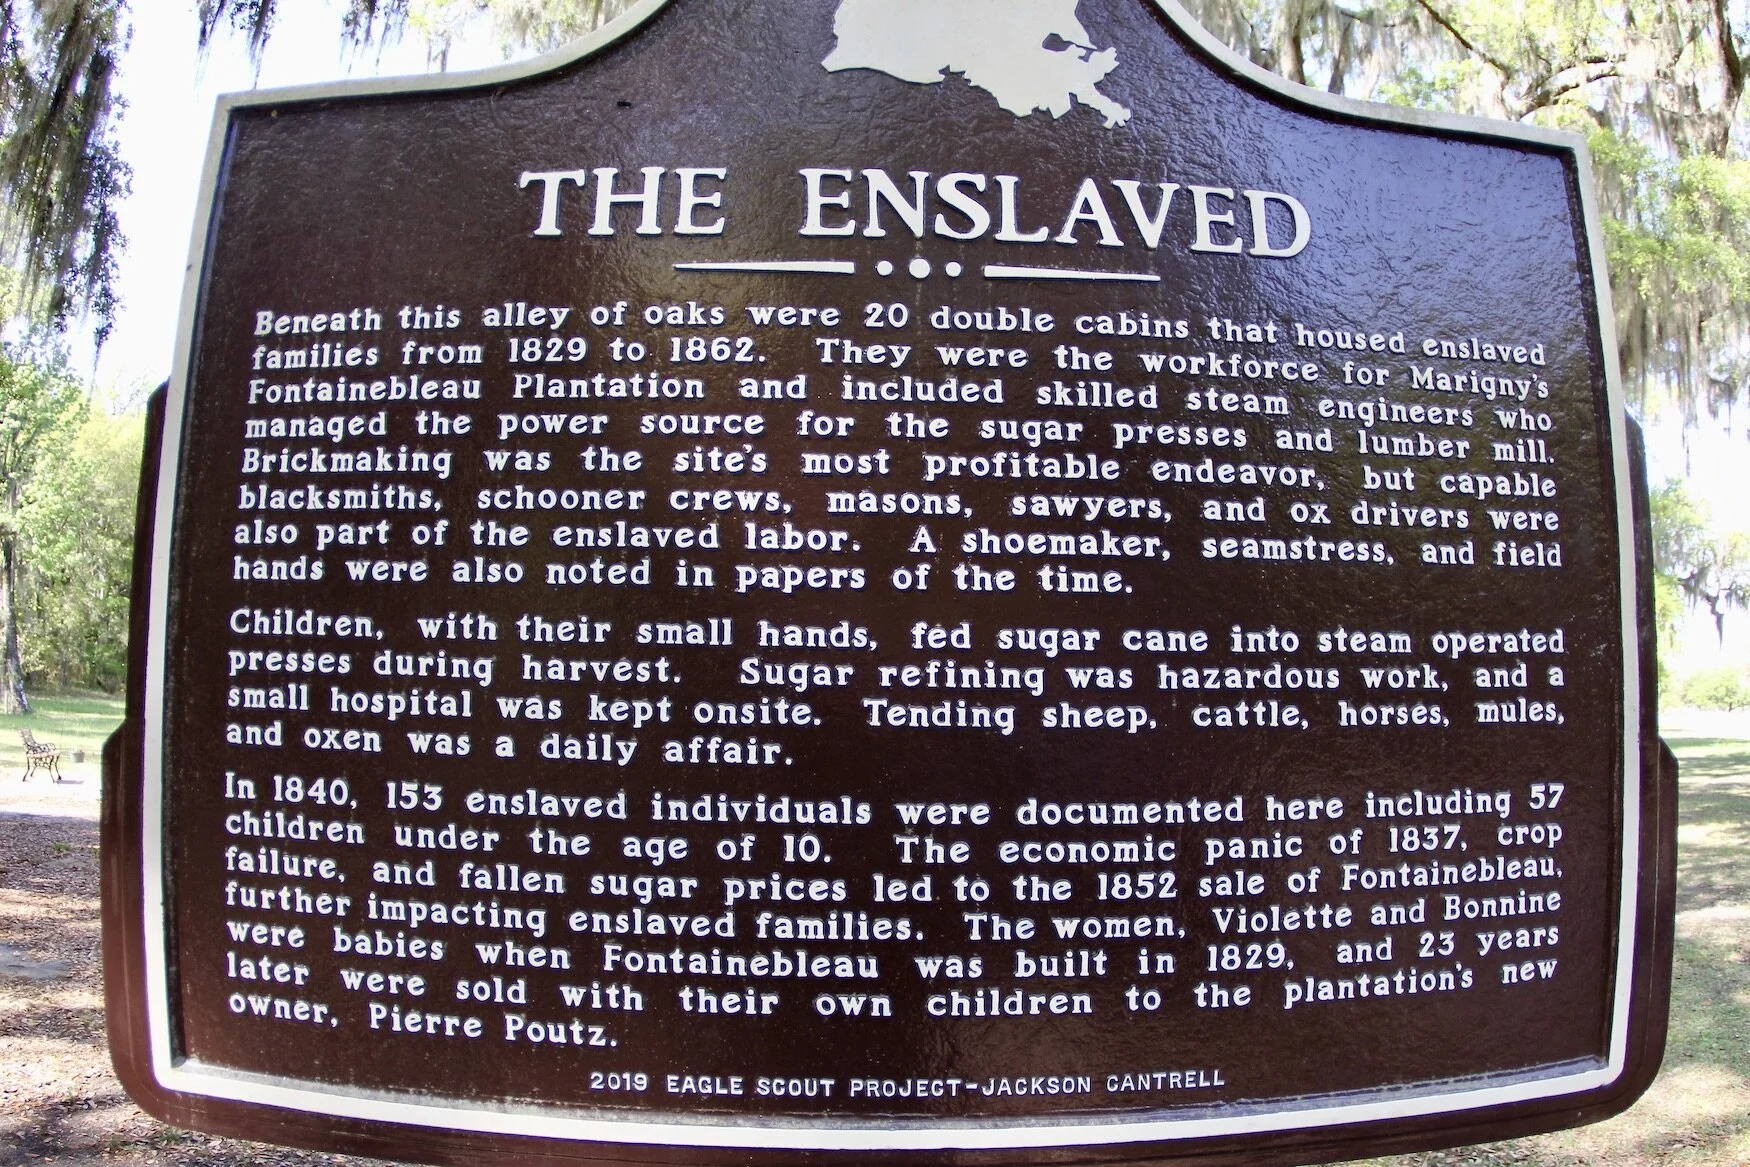 THE ENSLAVED
Beneath this alley of oaks were 20 double cabins that housed enslaved
families from 1829 to 1862. They were the workforce for Marigny's
Fontainebleau Plantation and included skilled steam engineers who
managed the power source for the sugar presses and lumber mill.
Brickmaking was the site's most profitable endeavor, but capable
blacksmiths, schooner crews, masons, sawyers, and ox drivers were
also part of the enslaved labor. A shoemaker, seamstress, and field
hands were also noted in papers of the time.
Children, with their small hands, fed sugar cane into steam operated
presses during harvest. Sugar refining was hazardous work, and a
small hospital was kept onsite. Tending sheep, cattle, horses, mules,
and oxen was a daily affair.
In 1840, 153 enslaved individuals were documented here including 57
children under the age of 10. The economic panic of 1837, crop
failure, and fallen sugar prices led to the 1852 sale of Fontainebleau,
further impacting enslaved families. The women, Violette and Bonnine
were babies when Fontainebleau was built in 1829, and 23 years
later were sold with their own children to the plantation's new
owner, Pierre Poutz.
2019 EAGLE SCOUT PROJECT-JACKSON CANTRELL